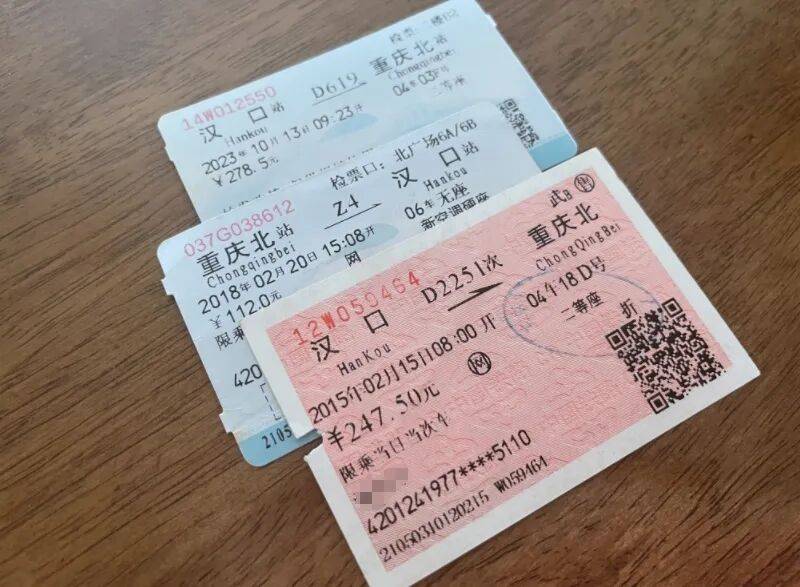 检票: 二楼
14W012550
汉 口 站 D619 重庆北 站
Hankou Chongqingbei
2023年10月13日09:23开 04车03F号
￥278.5元 二等座
037G038612 检票口: 北广场6A/6B
重庆北 站 Z4 汉 口 站
Chongqingbei Hankou
2018年02月20日15:08开 06车无座
￥112.0元 网 新空调硬座
限乘
420
2105
12W059464 武B 售
汉 口 D2251次 重庆北
HanKou ChongQingBei
2015年02月15日08:00开 04车18D号
￥247.50元 二等座
折
限乘当日当次车
4201241977****5110
21050310120215 W059464